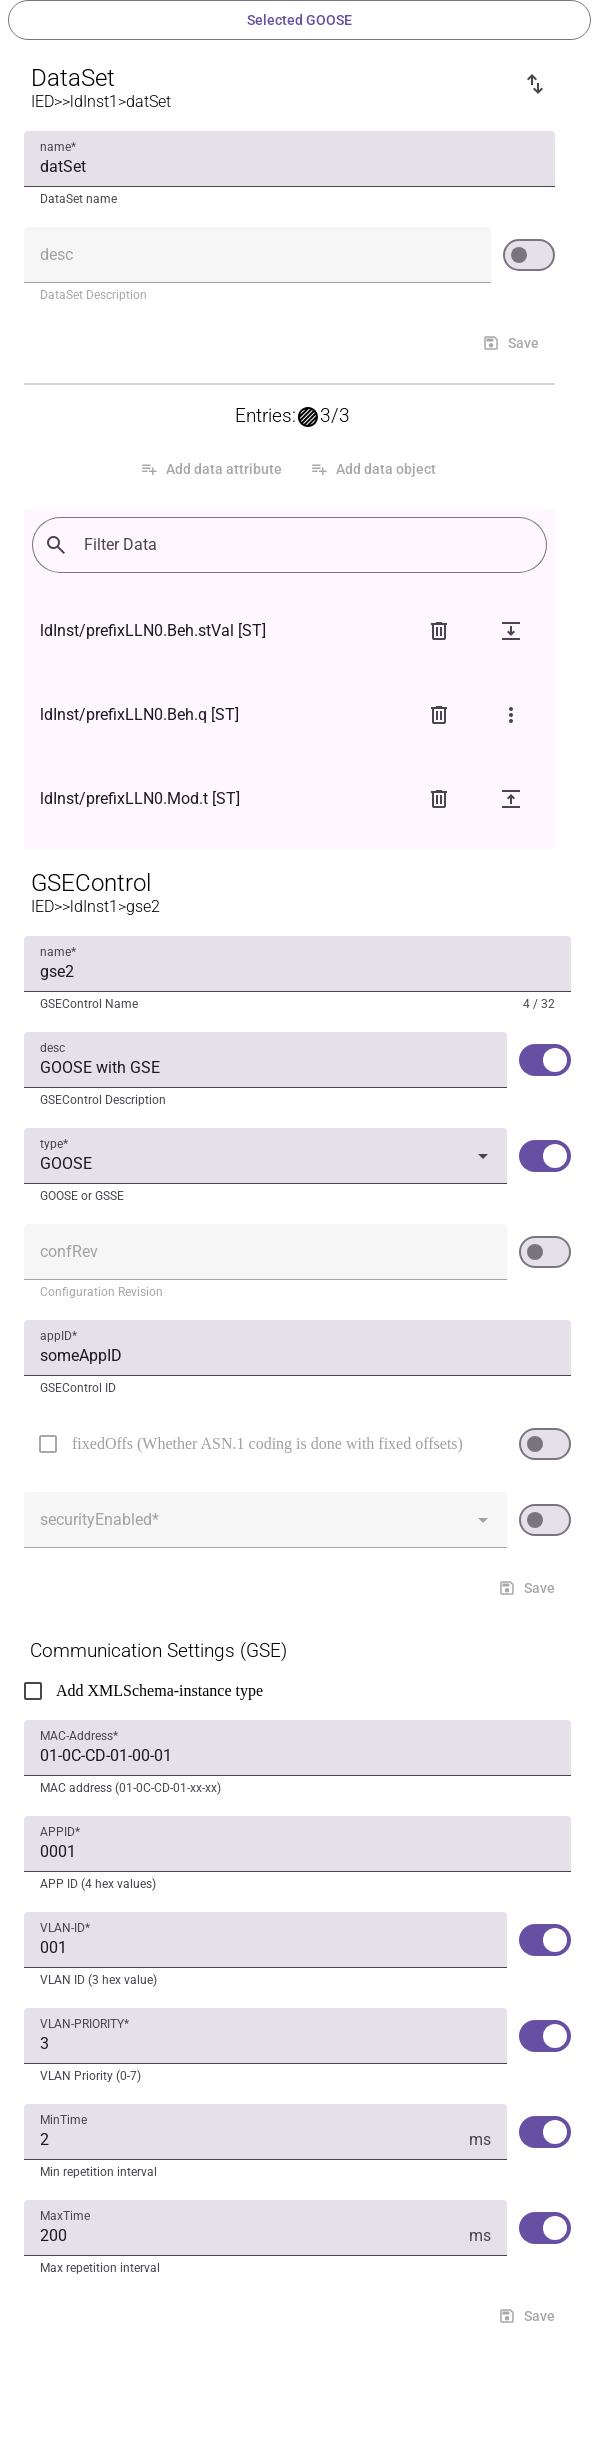 Selected GOOSE
DataSet
IED>>ldInst1>datSet
name*
datSet
DataSet name
desc
DataSet Description
Save
Entries: 3/3
Add data attribute Add data object
Filter Data
ldInst/prefixLLN0.Beh.stVal [ST]
ldInst/prefixLLN0.Beh.q [ST]
ldInst/prefixLLN0.Mod.t [ST]
GSEControl
IED>>ldInst1>gse2
name*
gse2
GSEControl Name 4 / 32
desc
GOOSE with GSE
GSEControl Description
type*
GOOSE
GOOSE or GSSE
confRev
Configuration Revision
appID*
someAppID
GSEControl ID
fixedOffs (Whether ASN.1 coding is done with fixed offsets)
securityEnabled*
Save
Communication Settings (GSE)
Add XMLSchema-instance type
MAC-Address*
01-0C-CD-01-00-01
MAC address (01-0C-CD-01-xx-xx)
APPID*
0001
APP ID (4 hex values)
VLAN-ID*
001
VLAN ID (3 hex value)
VLAN-PRIORITY*
3
VLAN Priority (0-7)
MinTime
2 ms
Min repetition interval
MaxTime
200 ms
Max repetition interval
Save